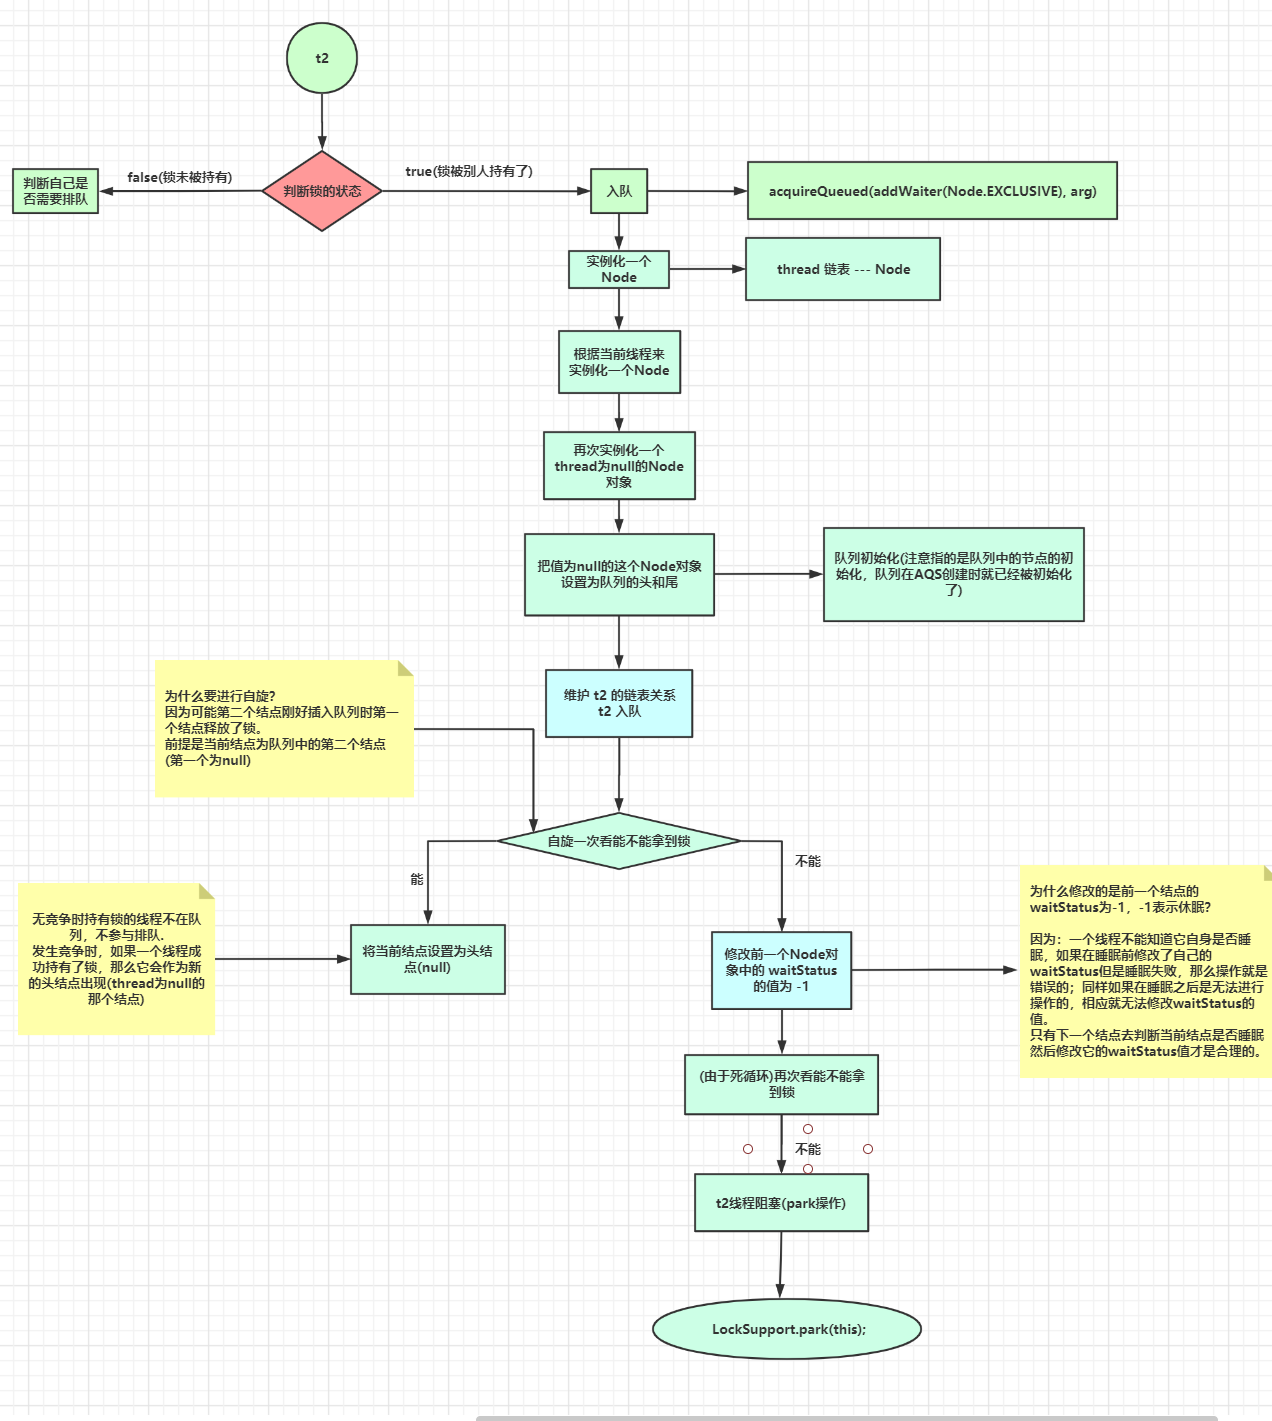 t2
判断锁的状态
false(锁未被持有)
true(锁被别人持有了)
判断自己是
否需要排队
入队
acquireQueued(addWaiter(Node.EXCLUSIVE), arg)
实例化一个
Node
thread 链表 --- Node
根据当前线程来
实例化一个Node
再次实例化一个
thread为null的Node
对象
把值为null的这个Node对象
设置为队列的头和尾
队列初始化(注意指的是队列中的节点的初
始化，队列在AQS创建时就已经被初始化
了)
维护 t2 的链表关系
t2 入队
为什么要进行自旋？
因为可能第二个结点刚好插入队列时第一
个结点释放了锁。
前提是当前结点为队列中的第二个结点
(第一个为null)
自旋一次看能不能拿到锁
能
不能
无竞争时持有锁的线程不在队
列，不参与排队.
发生竞争时，如果一个线程成
功持有了锁，那么它会作为新
的头结点出现(thread为null的
那个结点)
将当前结点设置为头结
点(null)
修改前一个Node对
象中的 waitStatus
的值为 -1
为什么修改的是前一个结点的
waitStatus为-1，-1表示休眠？
因为：一个线程不能知道它自身是否睡
眠，如果在睡眠前修改了自己的
waitStatus但是睡眠失败，那么操作就是
错误的；同样如果在睡眠之后是无法进行
操作的，相应就无法修改waitStatus的
值。
只有下一个结点去判断当前结点是否睡眠
然后修改它的waitStatus值才是合理的。
(由于死循环)再次看能不能拿
到锁
不能
t2线程阻塞(park操作)
LockSupport.park(this);